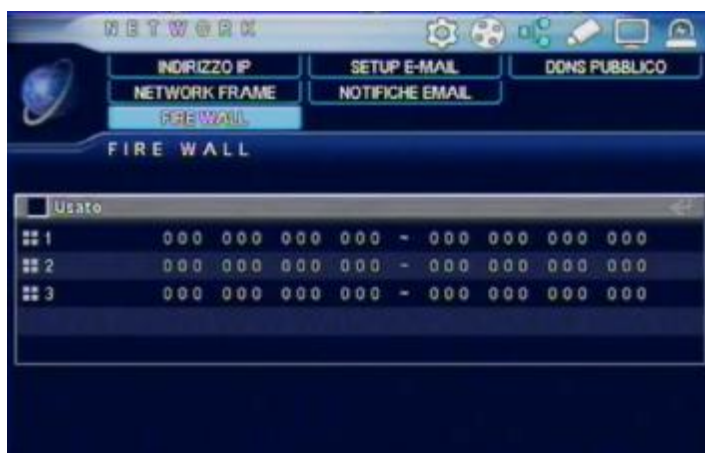 NETWORK
INDIRIZZO IP SETUP E-MAIL DDNS PUBBLICO
NETWORK FRAME NOTIFICHE EMAIL
FIRE WALL
FIRE WALL
Usato
1 000 000 000 000 ~ 000 000 000 000
2 000 000 000 000 ~ 000 000 000 000
3 000 000 000 000 ~ 000 000 000 000